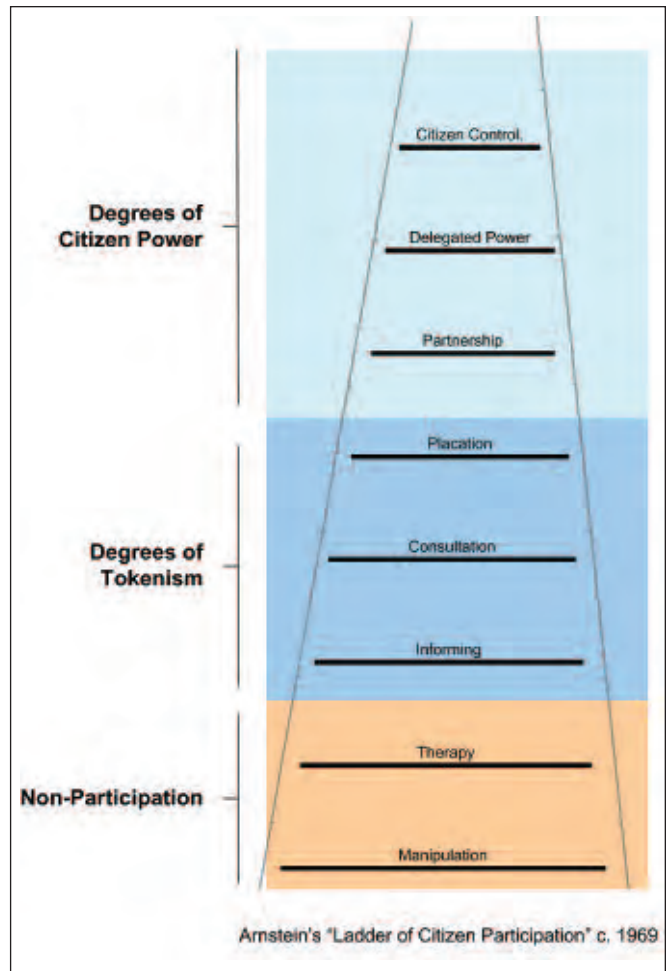 Citizen Control.
Degrees of
Citizen Power
Delegated Power
Partnership
Placation
Degrees of
Tokenism
Consultation
Informing
Therapy
Non-Participation
Manipulation
Arnstein's "Ladder of Citizen Participation" c. 1969